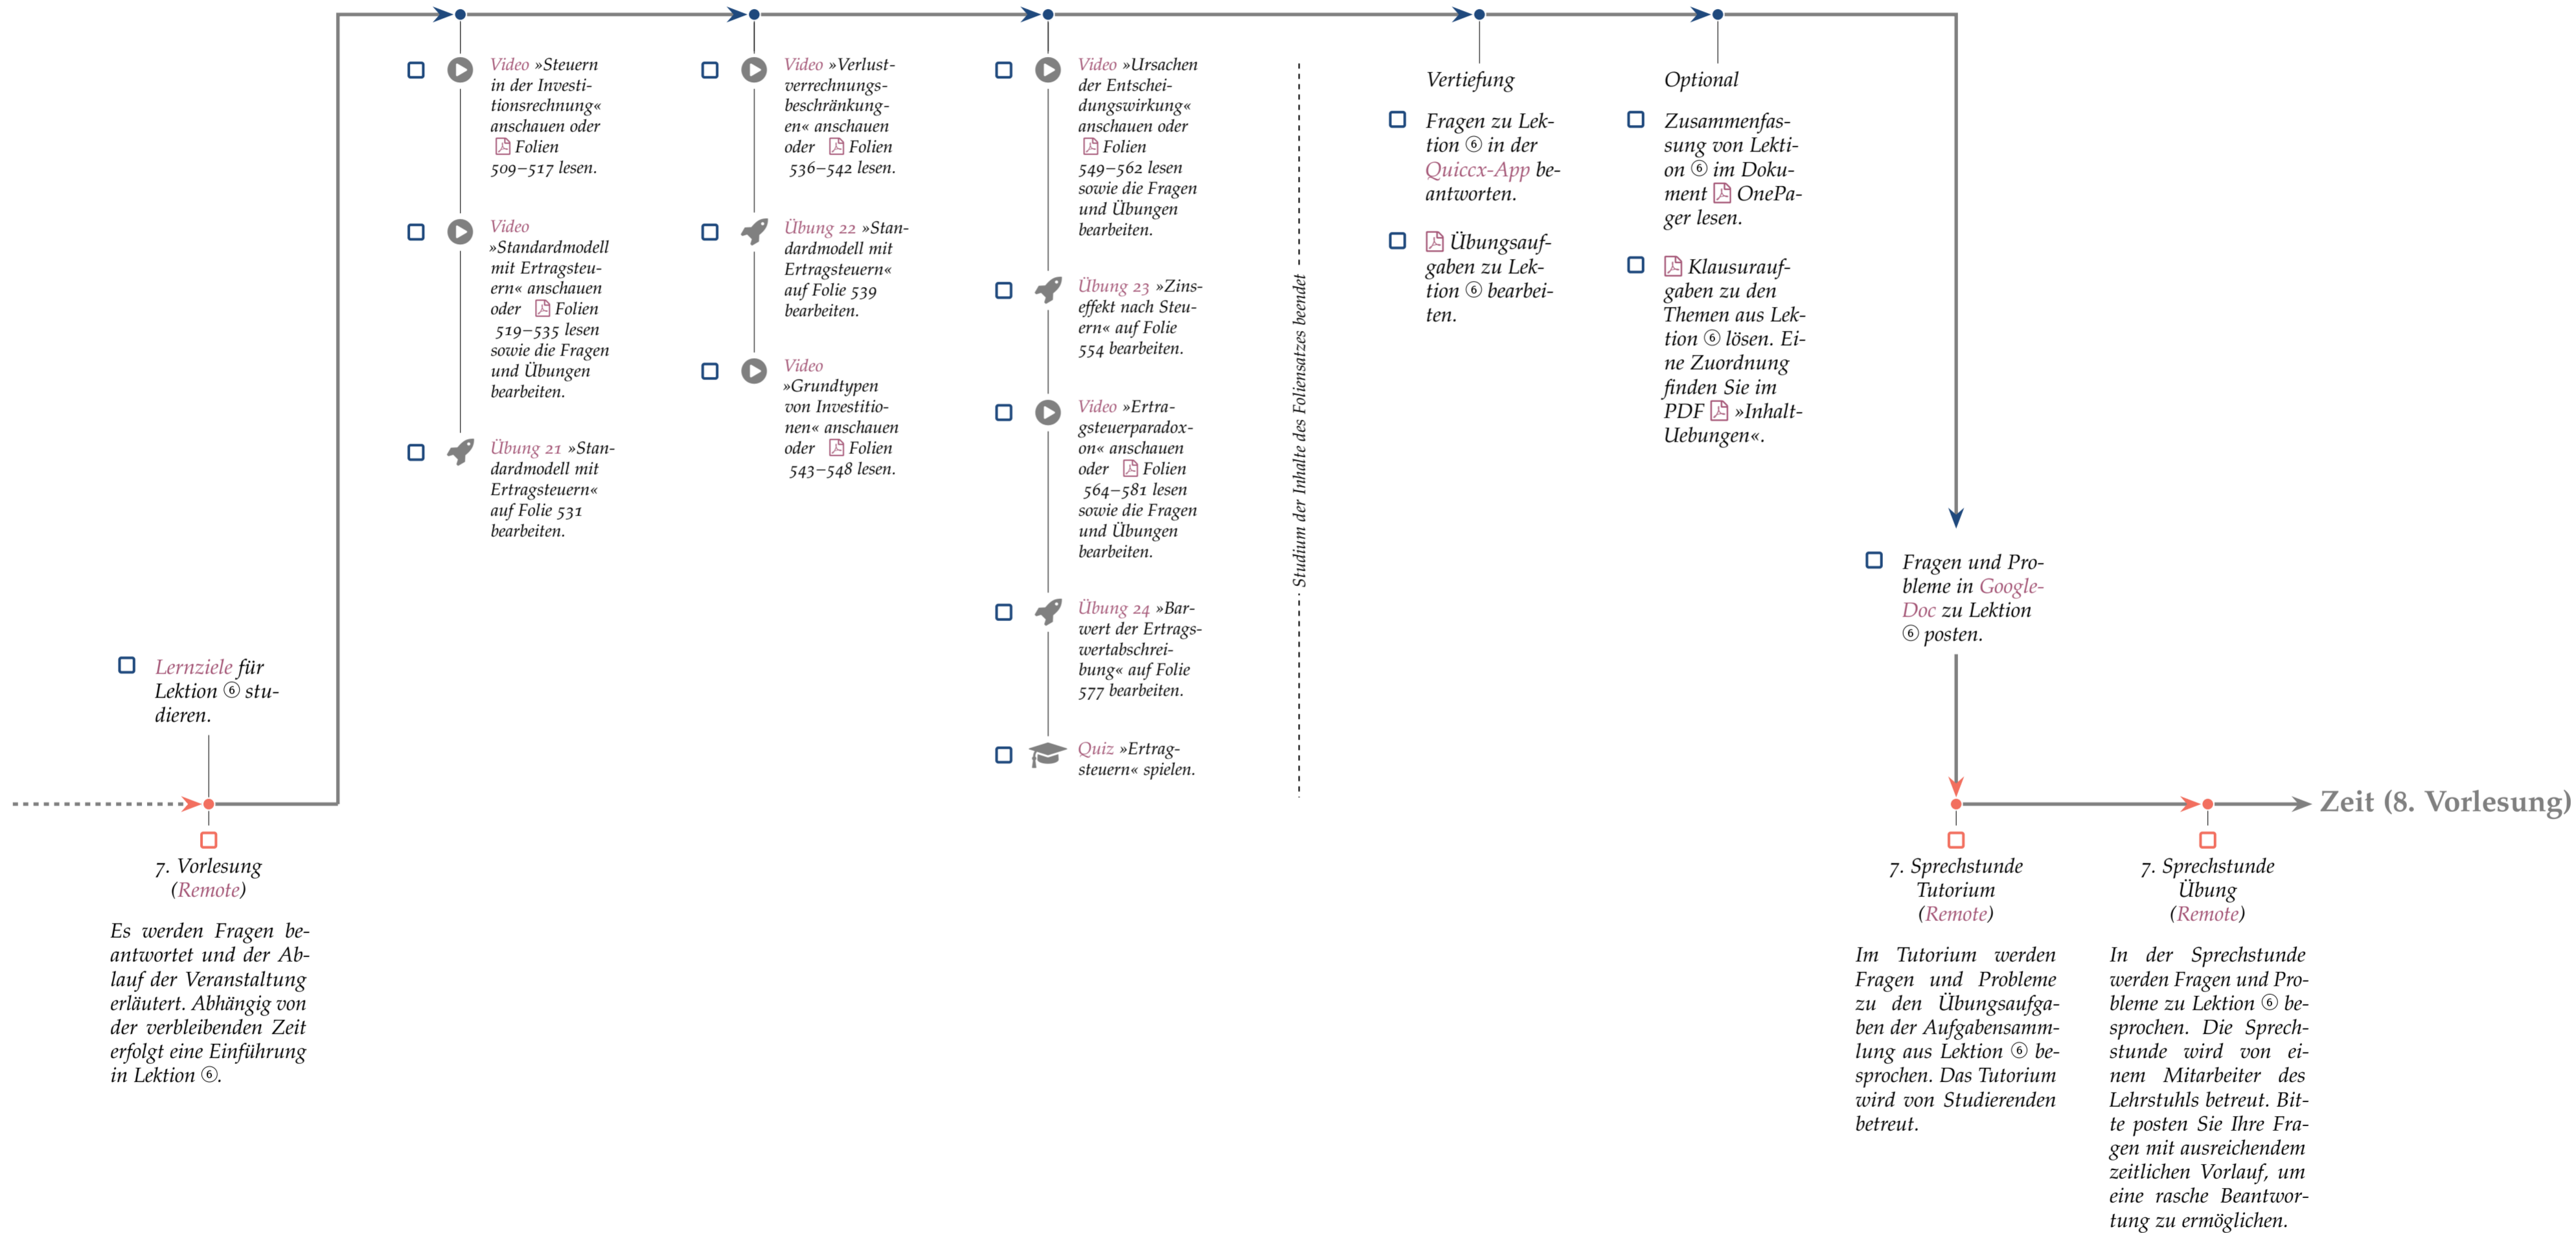 Lernziele für
Lektion ⑥ stu-
dieren.
7. Vorlesung
(Remote)
Es werden Fragen be-
antwortet und der Ab-
lauf der Veranstaltung
erläutert. Abhängig von
der verbleibenden Zeit
erfolgt eine Einführung
in Lektion ⑥.
Video »Steuern
in der Investi-
tionsrechnung«
anschauen oder
Folien
509–517 lesen.
Video
»Standardmodell
mit Ertragsteu-
ern« anschauen
oder Folien
519–535 lesen
sowie die Fragen
und Übungen
bearbeiten.
Übung 21 »Stan-
dardmodell mit
Ertragsteuern«
auf Folie 531
bearbeiten.
Video »Verlust-
verrechnungs-
beschränkung-
en« anschauen
oder Folien
536–542 lesen.
Übung 22 »Stan-
dardmodell mit
Ertragsteuern«
auf Folie 539
bearbeiten.
Video
»Grundtypen
von Investitio-
nen« anschauen
oder Folien
543–548 lesen.
Video »Ursachen
der Entschei-
dungswirkung«
anschauen oder
Folien
549–562 lesen
sowie die Fragen
und Übungen
bearbeiten.
Übung 23 »Zins-
effekt nach Steu-
ern« auf Folie
554 bearbeiten.
Video »Ertra-
gsteuerparadox-
on« anschauen
oder Folien
564–581 lesen
sowie die Fragen
und Übungen
bearbeiten.
Übung 24 »Bar-
wert der Ertrags-
wertabschrei-
bung« auf Folie
577 bearbeiten.
Quiz »Ertrag-
steuern« spielen.
Studium der Inhalte des Foliensatzes beendet
Vertiefung
Fragen zu Lek-
tion ⑥ in der
Quiccx-App be-
antworten.
Übungsauf-
gaben zu Lek-
tion ⑥ bearbei-
ten.
Optional
Zusammenfas-
sung von Lekti-
on ⑥ im Doku-
ment OnePa-
ger lesen.
Klausurauf-
gaben zu den
Themen aus Lek-
tion ⑥ lösen. Ei-
ne Zuordnung
finden Sie im
PDF »Inhalt-
Uebungen«.
Fragen und Pro-
bleme in Google-
Doc zu Lektion
⑥ posten.
Zeit (8. Vorlesung)
7. Sprechstunde
Tutorium
(Remote)
Im Tutorium werden
Fragen und Probleme
zu den Übungsaufga-
ben der Aufgabensamm-
lung aus Lektion ⑥ be-
sprochen. Das Tutorium
wird von Studierenden
betreut.
7. Sprechstunde
Übung
(Remote)
In der Sprechstunde
werden Fragen und Pro-
bleme zu Lektion ⑥ be-
sprochen. Die Sprech-
stunde wird von ei-
nem Mitarbeiter des
Lehrstuhls betreut. Bit-
te posten Sie Ihre Fra-
gen mit ausreichendem
zeitlichen Vorlauf, um
eine rasche Beantwor-
tung zu ermöglichen.